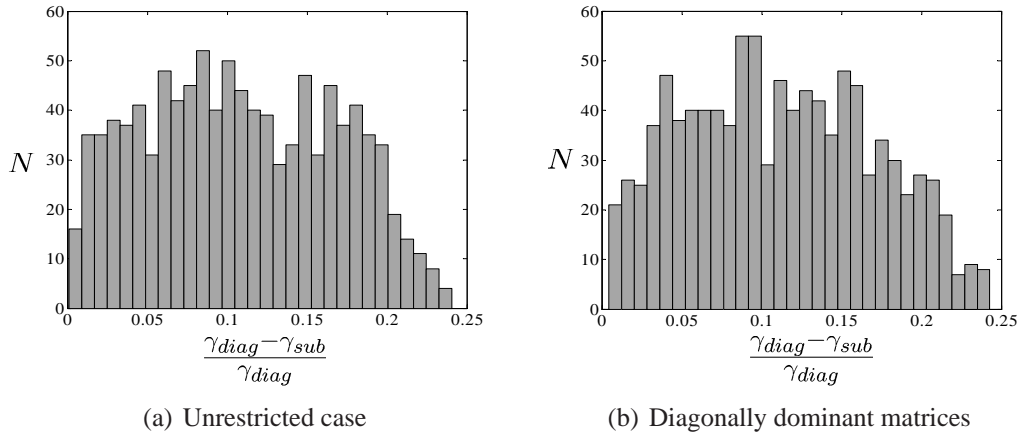 60
50
40
30
20
10
0
N
0 0.05 0.1 0.15 0.2 0.25
γdiag−γsub
γdiag
(a) Unrestricted case
60
50
40
30
20
10
0
N
0 0.05 0.1 0.15 0.2 0.25
γdiag−γsub
γdiag
(b) Diagonally dominant matrices